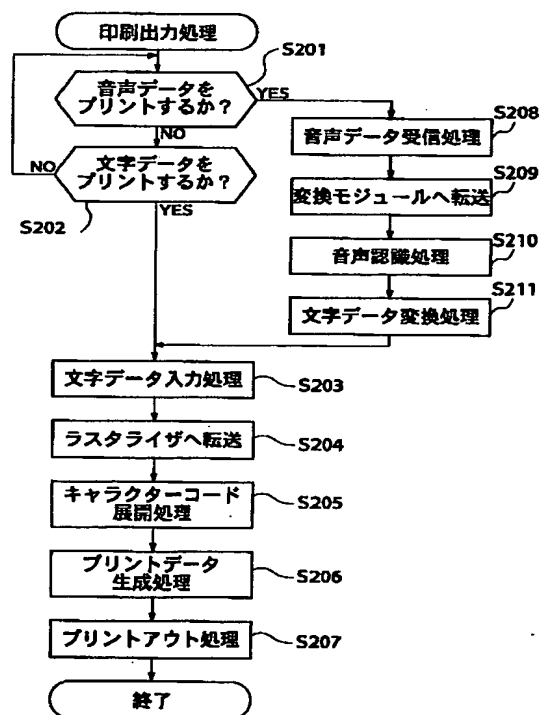 印刷出力処理
S201
音声データを
プリントするか?
YES
NO
S208
音声データ受信処理
文字データを
プリントするか?
NO
YES
S202
S209
変換モジュールへ転送
S210
音声認識処理
S211
文字データ変換処理
文字データ入力処理
S203
ラスタライザへ転送
S204
キャラクターコード
展開処理
S205
プリントデータ
生成処理
S206
プリントアウト処理
S207
終了